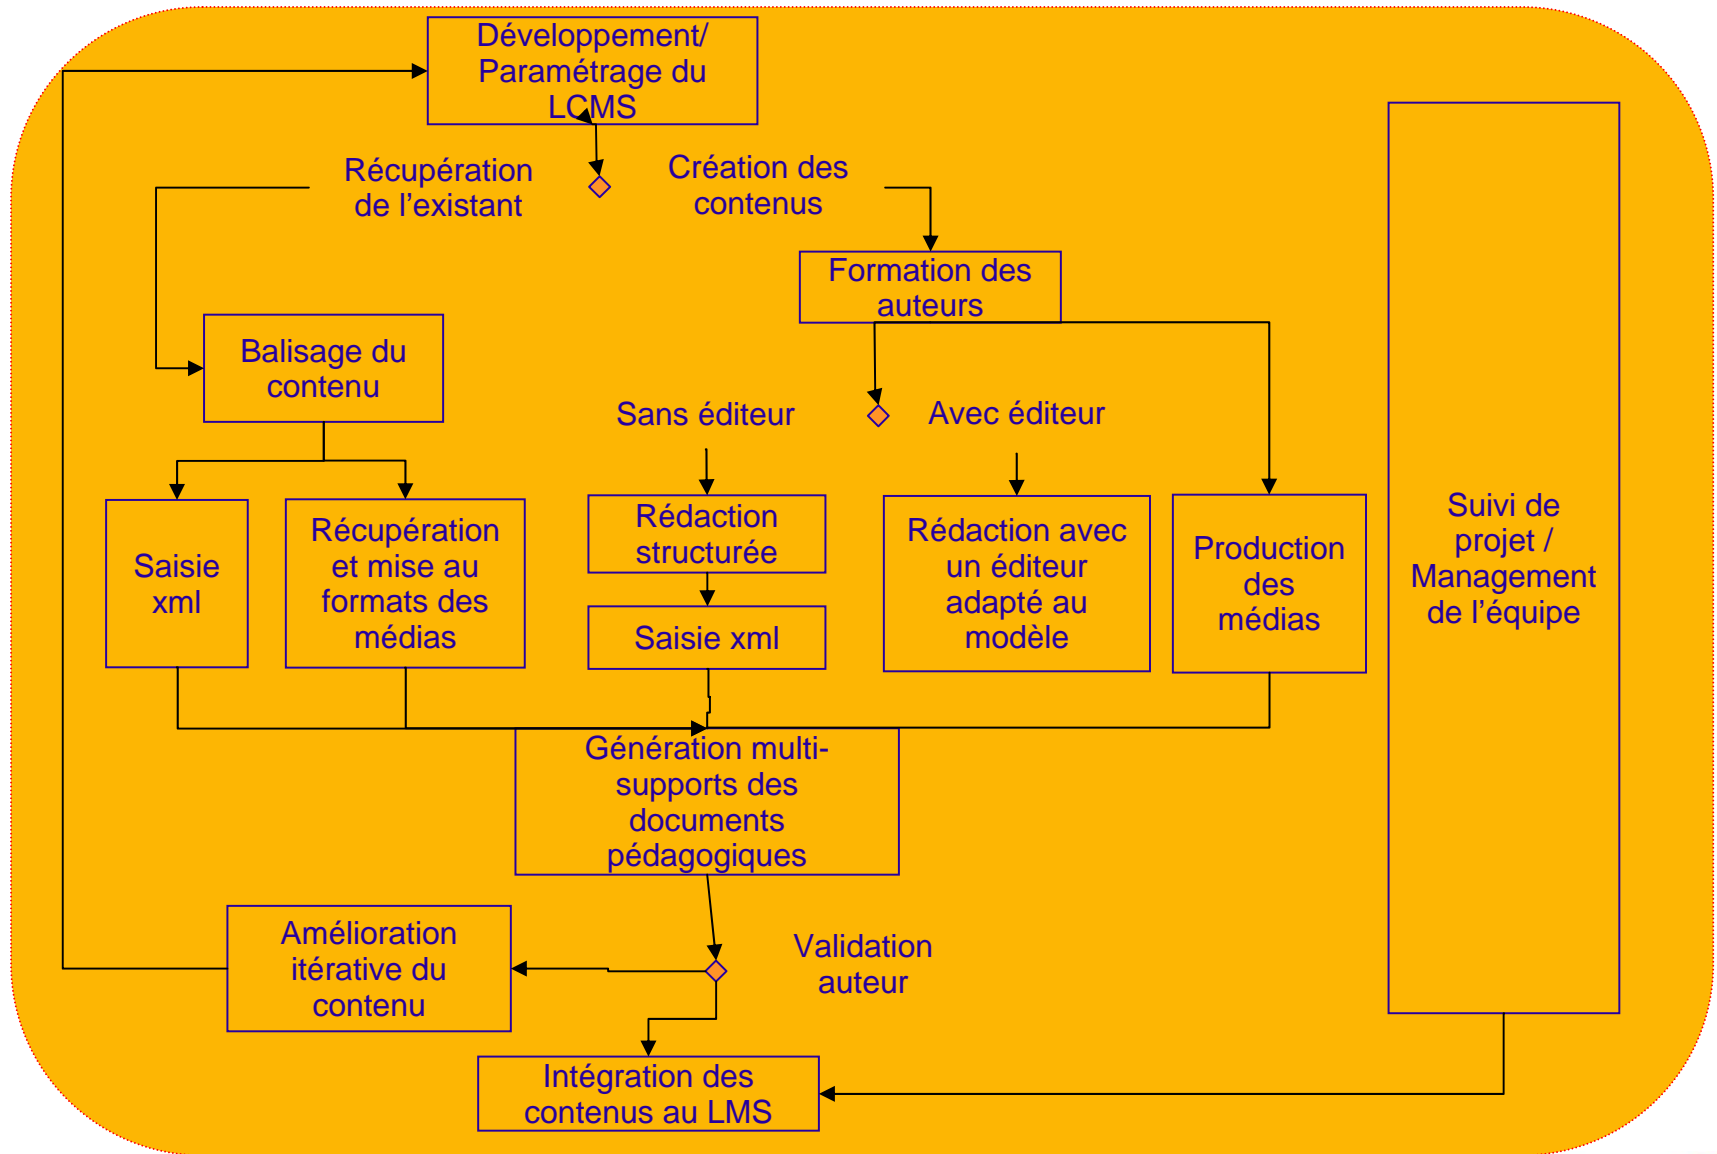 Développement/
Paramétrage du
LCMS
Récupération
de l'existant
Création des
contenus
Formation des
auteurs
Balisage du
contenu
Sans éditeur
Avec éditeur
Saisie
xml
Récupération
et mise au
formats des
médias
Rédaction
structurée
Saisie xml
Rédaction avec
un éditeur
adapté au
modèle
Production
des
médias
Suivi de
projet /
Management
de l'équipe
Génération multi-
supports des
documents
pédagogiques
Amélioration
itérative du
contenu
Validation
auteur
Intégration des
contenus au LMS